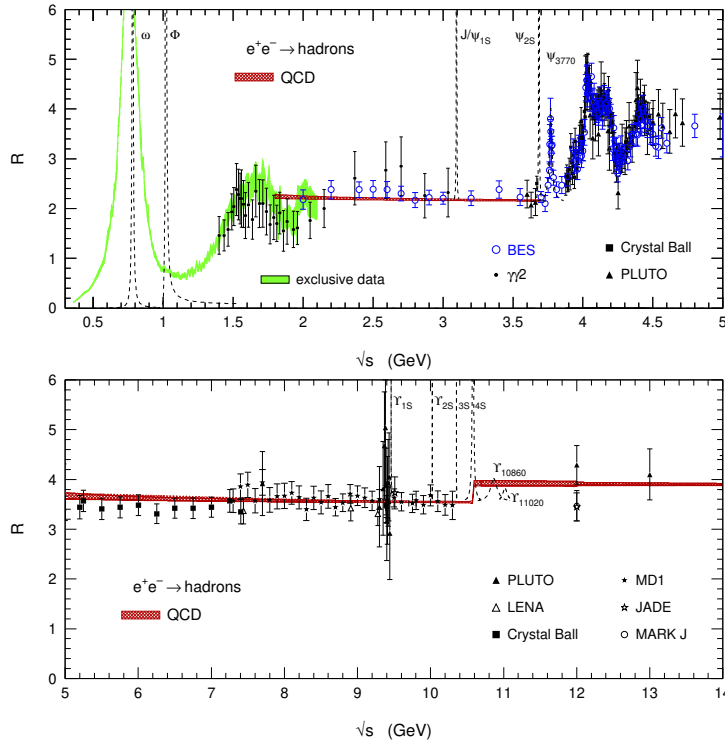 6
5
4
3
2
1
0
R
ω Φ J/ψ1S ψ2S
ψ3770
e+e− → hadrons
QCD
exclusive data
BES
γγ2
Crystal Ball
PLUTO
0.5 1 1.5 2 2.5 3 3.5 4 4.5 5
√s (GeV)
6
5
4
3
2
1
0
R
ϒ1S ϒ2S 3S 4S
ϒ10860
ϒ11020
e+e− → hadrons
QCD
PLUTO
LENA
Crystal Ball
MD1
JADE
MARK J
5 6 7 8 9 10 11 12 13 14
√s (GeV)